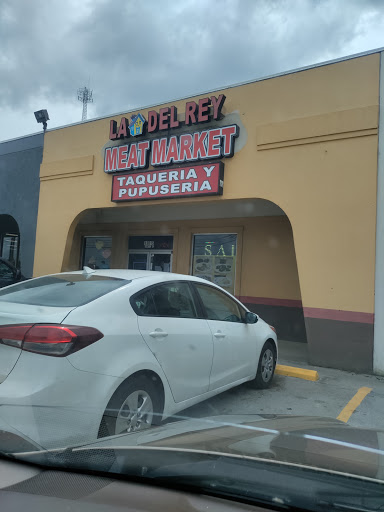 LA DEL REY
MEAT MARKET
TAQUERIA Y
PUPUSERIA